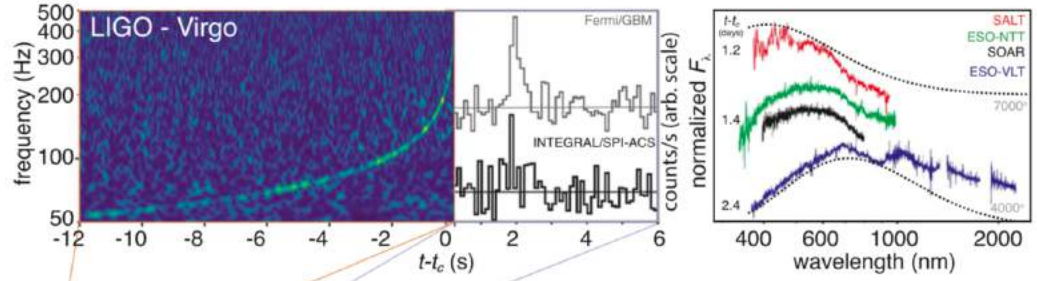 LIGO - Virgo
frequency (Hz)
500
400
300
200
100
50
-12 -10 -8 -6 -4 -2 0 2 4 6
t-tc (s)
Fermi/GBM
INTEGRAL/SPI-ACS
counts/s (arb. scale)
normalized Fλ
t-tc
(days)
1.2
1.4
2.4
SALT
ESO-NTT
SOAR
ESO-VLT
7000°
4000°
400 600 1000 2000
wavelength (nm)